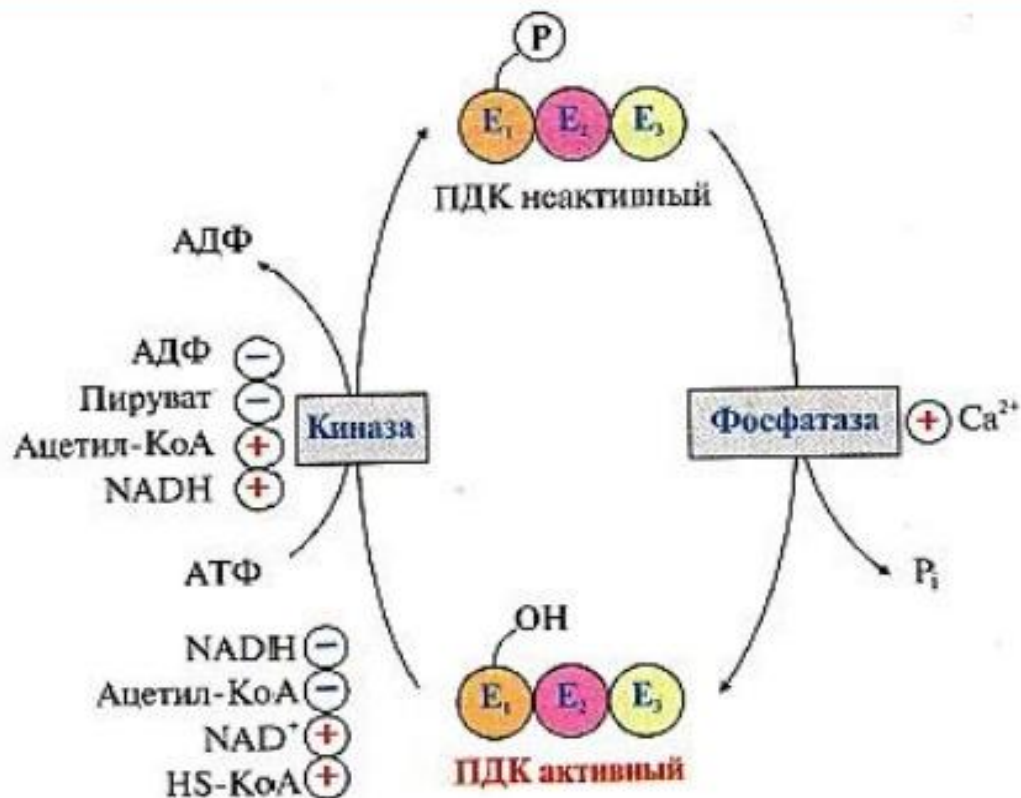 P
E₁ E₂ E₃
ПДК неактивный
АДФ
АДФ −
Пируват −
Ацетил-КоА +
NADH +
Киназа
Фосфатаза + Ca²⁺
АТФ
Pᵢ
OH
NADH −
Ацетил-КоА −
NAD⁺ +
HS-КоА +
E₁ E₂ E₃
ПДК активный